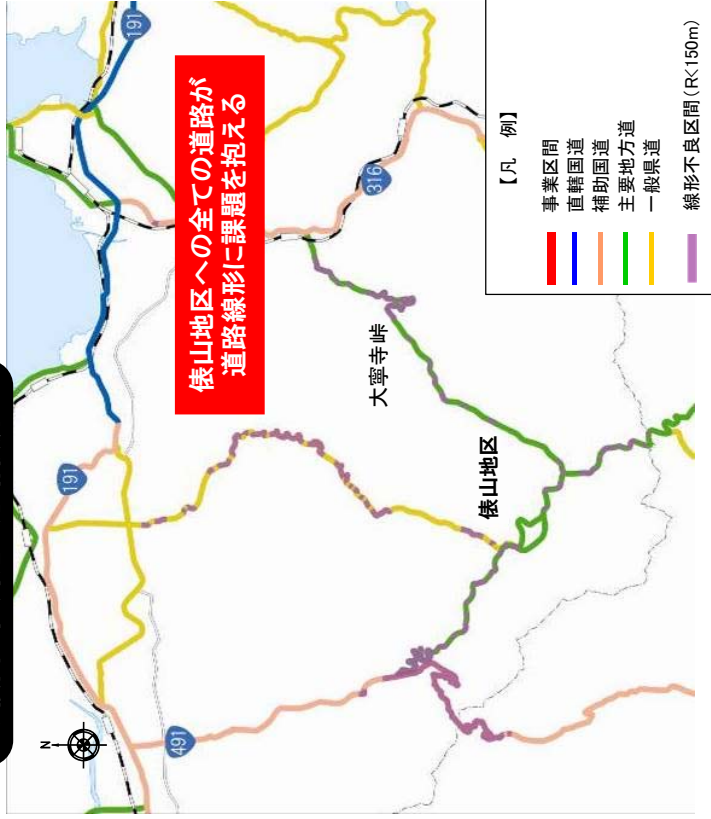 俵山地区への全ての道路が
道路線形に課題を抱える
191
191
316
491
大寧寺峠
俵山地区
N
【凡　例】
事業区間
直轄国道
補助国道
主要地方道
一般県道
線形不良区間(R<150m)